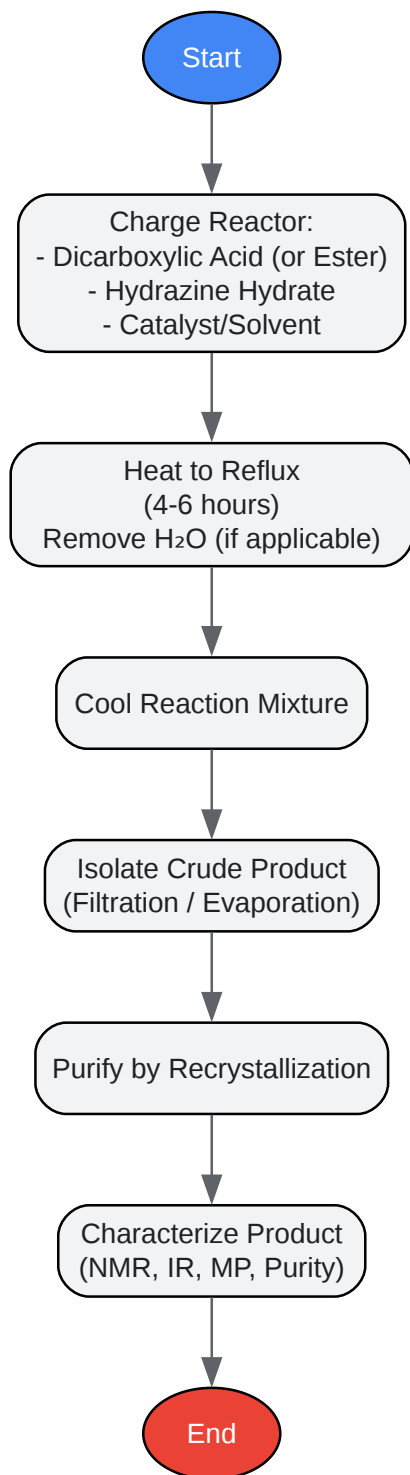 Start
Charge Reactor:
- Dicarboxylic Acid (or Ester)
- Hydrazine Hydrate
- Catalyst/Solvent
Heat to Reflux
(4-6 hours)
Remove H₂O (if applicable)
Cool Reaction Mixture
Isolate Crude Product
(Filtration / Evaporation)
Purify by Recrystallization
Characterize Product
(NMR, IR, MP, Purity)
End